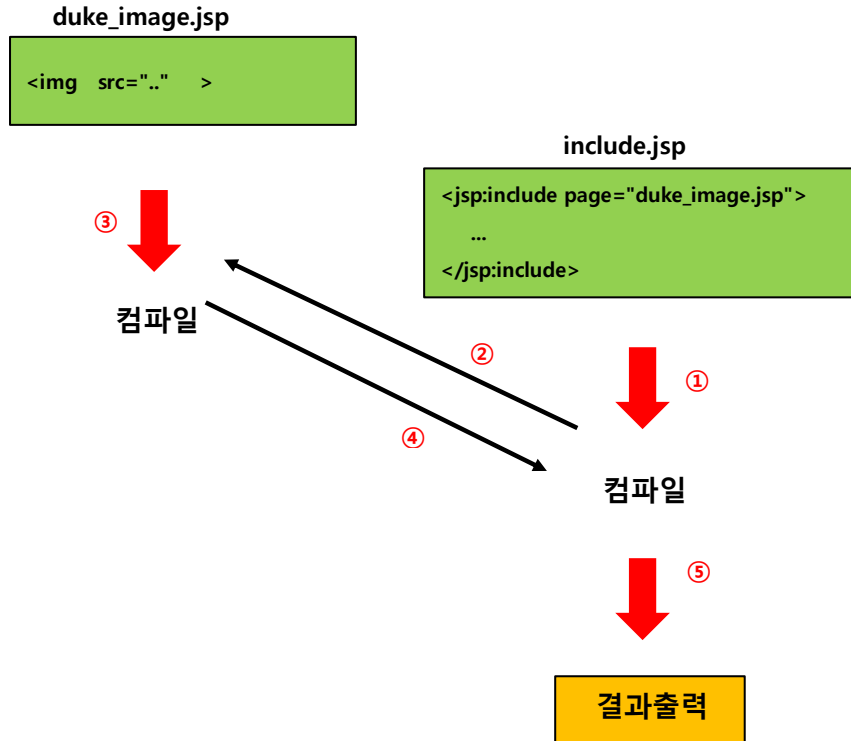 duke_image.jsp
<img src=".." >
include.jsp
<jsp:include page="duke_image.jsp">
...
</jsp:include>
③
컴파일
②
①
④
컴파일
⑤
결과출력